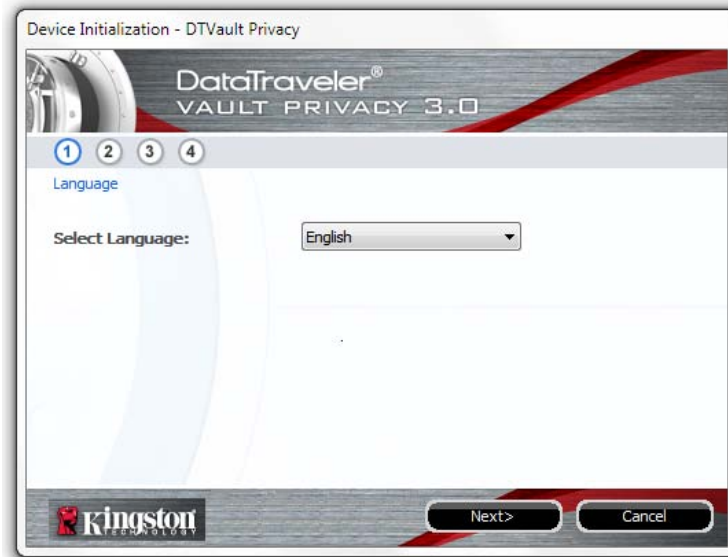 Device Initialization - DTVault Privacy
DataTraveler®
VAULT PRIVACY 3.0
1 2 3 4
Language
Select Language: English
Kingston
TECHNOLOGY
Next> Cancel